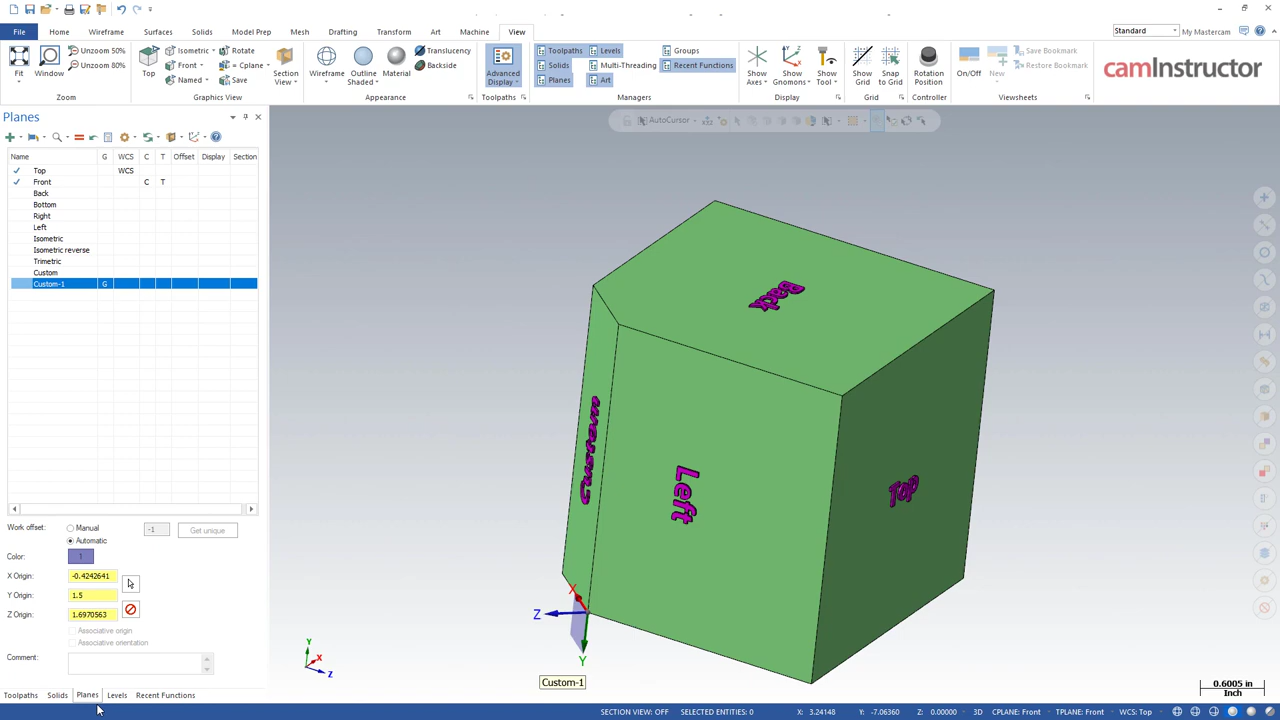 File Home Wireframe Surfaces Solids Model Prep Mesh Drafting Transform Art Machine View Standard My Mastercam
Fit Window Unzoom 50% Unzoom 80% Zoom
Top Isometric Front Named Rotate = Cplane Save Section View Graphics View
Wireframe Outline Shaded Material Translucency Backside Appearance
Advanced Display Toolpaths
Toolpaths Solids Planes Levels Multi-Threading Art Groups Recent Functions Managers
Show Axes Show Gnomons Show Tool Display
Show Grid Snap to Grid Grid
Rotation Position Controller
On/Off New Save Bookmark Restore Bookmark Viewsheets
camInstructor
Planes
AutoCursor
Name G WCS C T Offset Display Section
Top WCS
Front C T
Back
Bottom
Right
Left
Isometric
Isometric reverse
Trimetric
Custom
Custom-1 G
Work offset: Manual -1 Get unique
Automatic
Color: 1
X Origin: -0.4242641
Y Origin: 1.5
Z Origin: 1.6970563
Associative origin
Associative orientation
Comment:
Toolpaths Solids Planes Levels Recent Functions
Back
Custom
Left
Top
X
Z
Y
Custom-1
Y
X
Z
0.6005 in
Inch
SECTION VIEW: OFF SELECTED ENTITIES: 0 X: 3.24148 Y: -7.06360 Z: 0.00000 3D CPLANE: Front TPLANE: Front WCS: Top